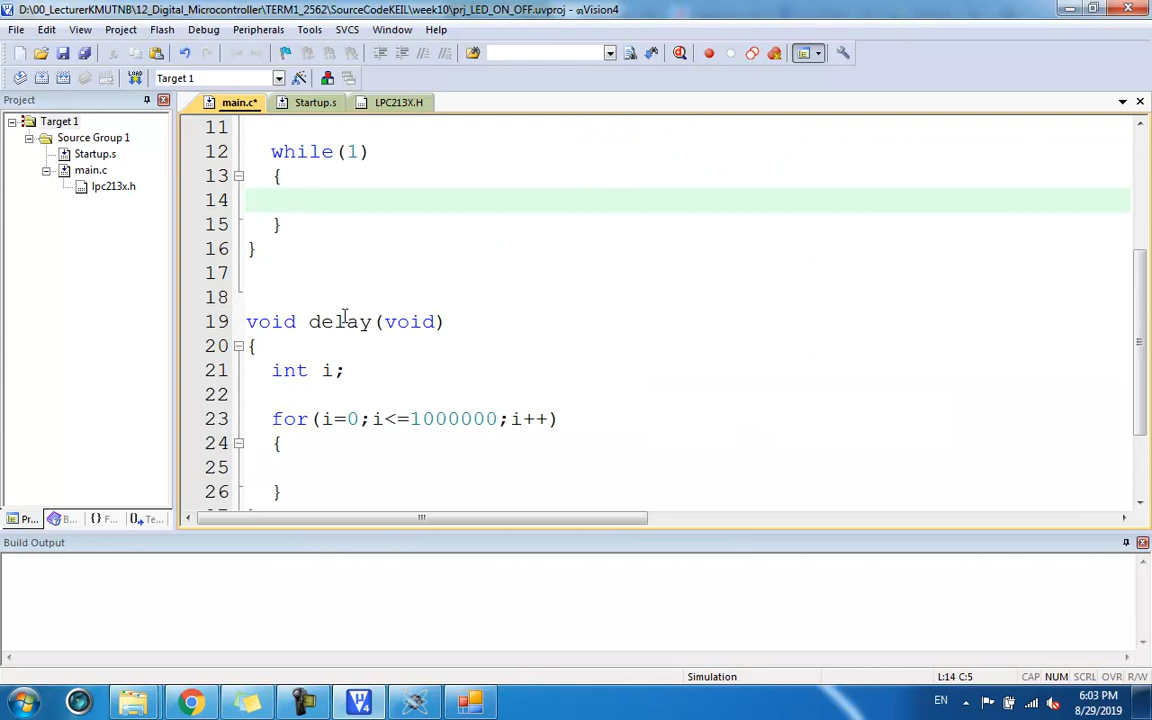 D:\00_LecturerKMUTNB\12_Digital_Microcontroller\TERM1_2562\SourceCodeKEIL\week10\prj_LED_ON_OFF.uvproj - µVision4
File Edit View Project Flash Debug Peripherals Tools SVCS Window Help
LOAD Target 1
Project
main.c* Startup.s LPC213X.H
Target 1
Source Group 1
Startup.s
main.c
lpc213x.h
11
12 while(1)
13 {
14
15 }
16 }
17
18
19 void delay(void)
20 {
21 int i;
22
23 for(i=0;i<=1000000;i++)
24 {
25
26 }
Pr... B... {} F... Te...
Build Output
Simulation L:14 C:5 CAP NUM SCRL OVR R/W
EN 6:03 PM
8/29/2019